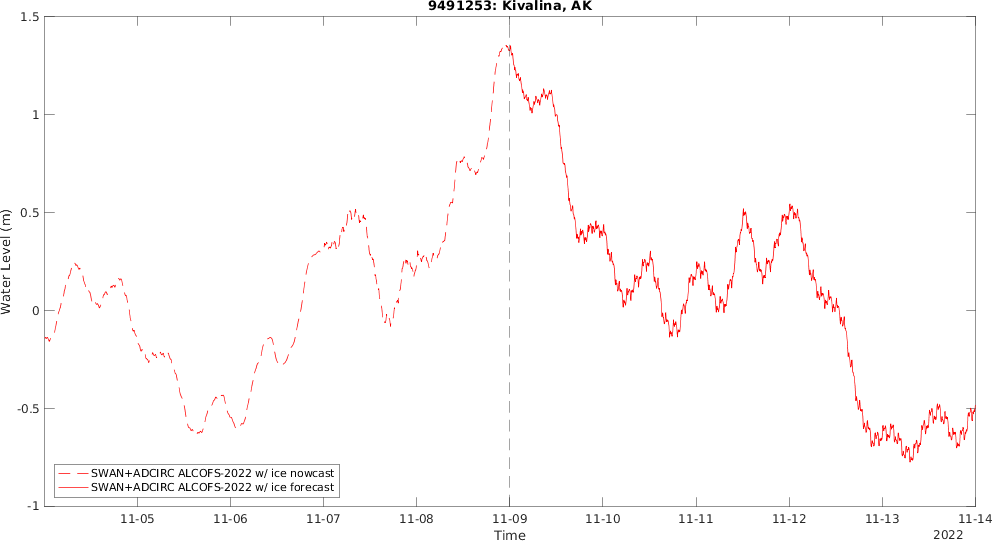 9491253: Kivalina, AK
1.5
1
0.5
0
-0.5
-1
Water Level (m)
SWAN+ADCIRC ALCOFS-2022 w/ ice nowcast
SWAN+ADCIRC ALCOFS-2022 w/ ice forecast
11-05 11-06 11-07 11-08 11-09 11-10 11-11 11-12 11-13 11-14
Time
2022